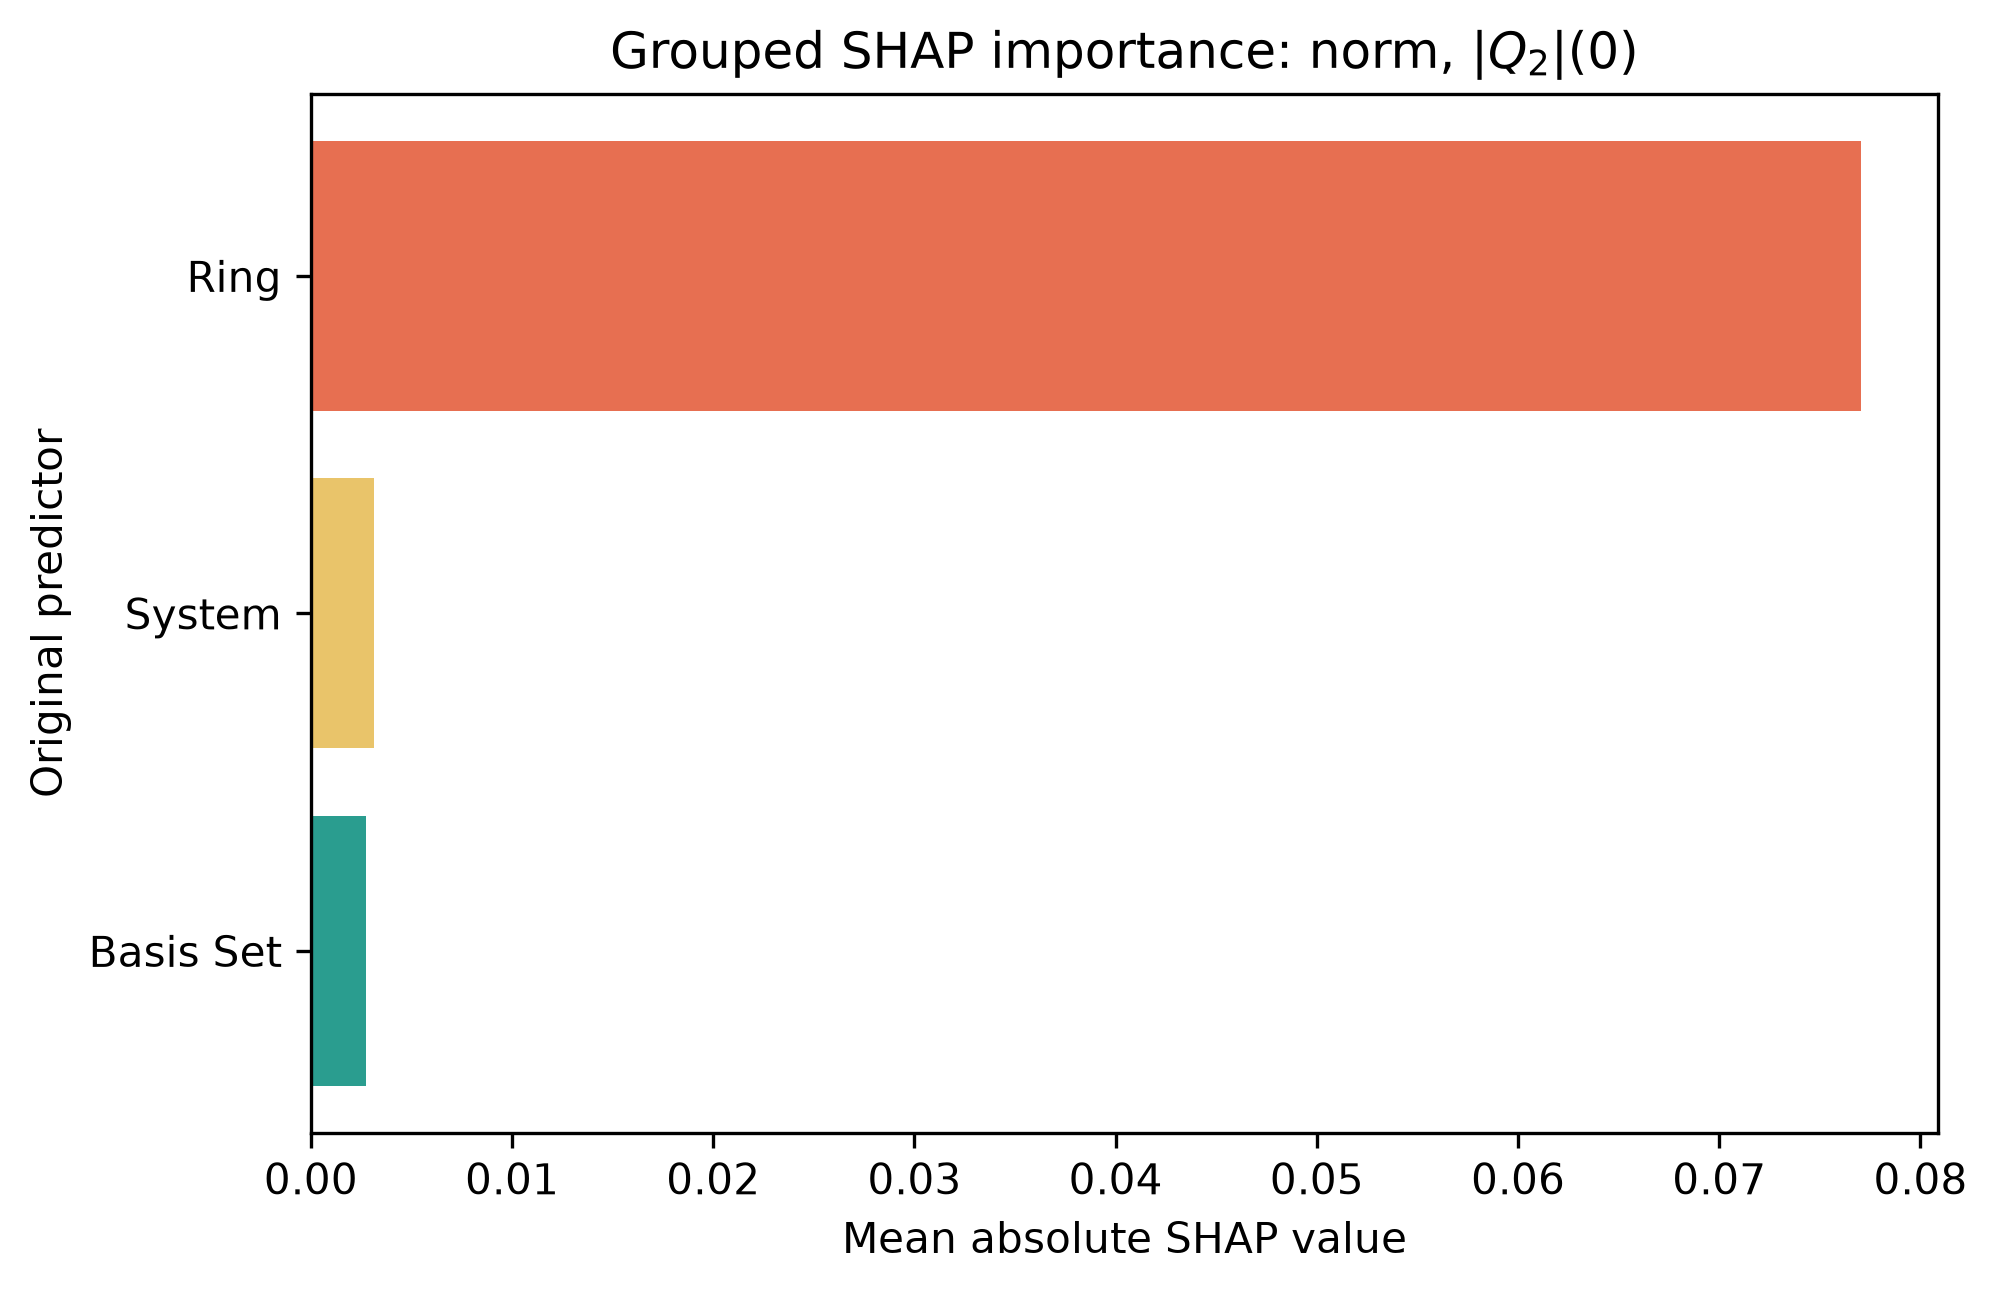 Grouped SHAP importance: norm, |Q₂|(0)
Original predictor
Ring
System
Basis Set
0.00 0.01 0.02 0.03 0.04 0.05 0.06 0.07 0.08
Mean absolute SHAP value